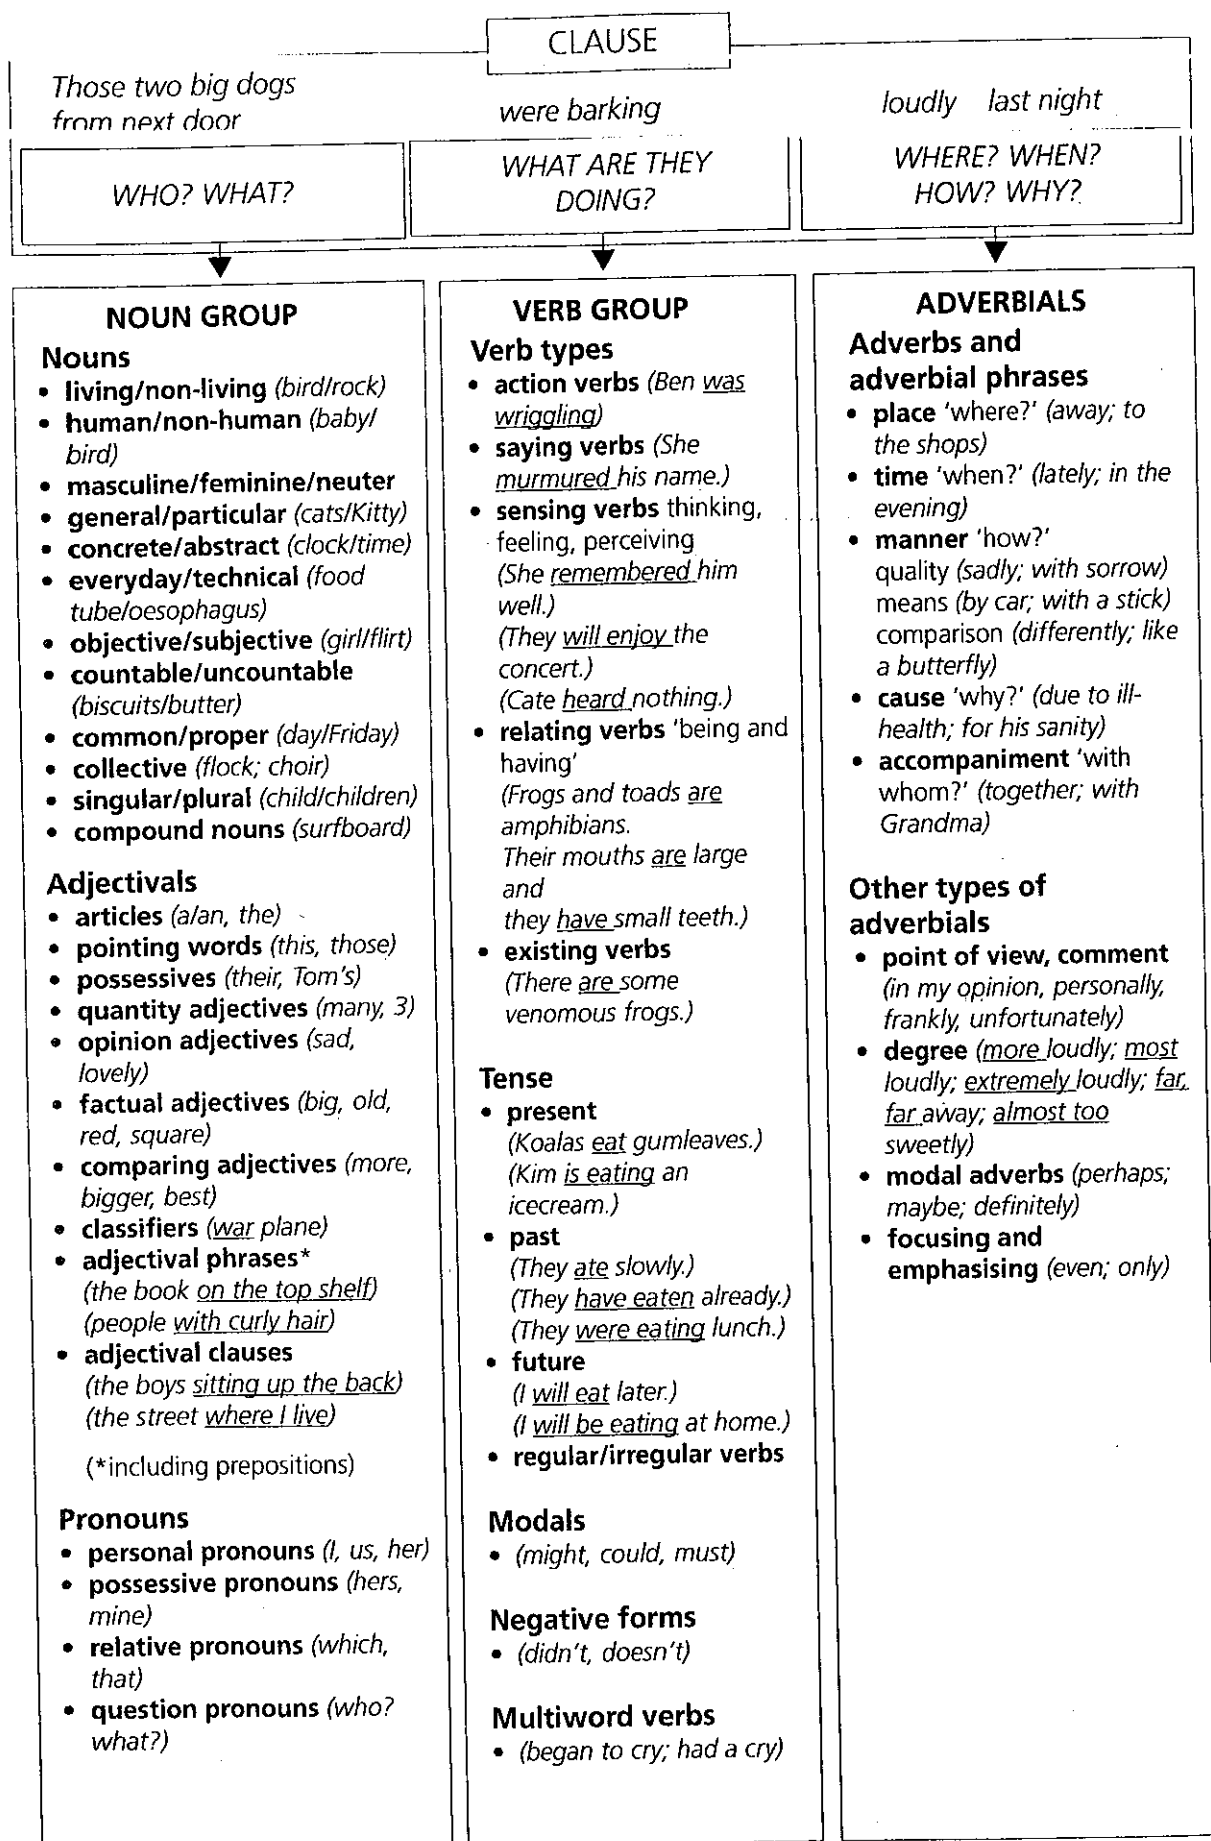 CLAUSE
Those two big dogs
from next door
were barking
loudly last night
WHO? WHAT?
WHAT ARE THEY
DOING?
WHERE? WHEN?
HOW? WHY?
NOUN GROUP
Nouns
• living/non-living (bird/rock)
• human/non-human (baby/
bird)
• masculine/feminine/neuter
• general/particular (cats/Kitty)
• concrete/abstract (clock/time)
• everyday/technical (food
tube/oesophagus)
• objective/subjective (girl/flirt)
• countable/uncountable
(biscuits/butter)
• common/proper (day/Friday)
• collective (flock; choir)
• singular/plural (child/children)
• compound nouns (surfboard)
Adjectivals
• articles (a/an, the)
• pointing words (this, those)
• possessives (their, Tom's)
• quantity adjectives (many, 3)
• opinion adjectives (sad,
lovely)
• factual adjectives (big, old,
red, square)
• comparing adjectives (more,
bigger, best)
• classifiers (war plane)
• adjectival phrases*
(the book on the top shelf)
(people with curly hair)
• adjectival clauses
(the boys sitting up the back)
(the street where I live)
(*including prepositions)
Pronouns
• personal pronouns (I, us, her)
• possessive pronouns (hers,
mine)
• relative pronouns (which,
that)
• question pronouns (who?
what?)
VERB GROUP
Verb types
• action verbs (Ben was
wriggling)
• saying verbs (She
murmured his name.)
• sensing verbs thinking,
feeling, perceiving
(She remembered him
well.)
(They will enjoy the
concert.)
(Cate heard nothing.)
• relating verbs 'being and
having'
(Frogs and toads are
amphibians.
Their mouths are large
and
they have small teeth.)
• existing verbs
(There are some
venomous frogs.)
Tense
• present
(Koalas eat gumleaves.)
(Kim is eating an
icecream.)
• past
(They ate slowly.)
(They have eaten already.)
(They were eating lunch.)
• future
(I will eat later.)
(I will be eating at home.)
• regular/irregular verbs
Modals
• (might, could, must)
Negative forms
• (didn't, doesn't)
Multiword verbs
• (began to cry; had a cry)
ADVERBIALS
Adverbs and
adverbial phrases
• place 'where?' (away; to
the shops)
• time 'when?' (lately; in the
evening)
• manner 'how?'
quality (sadly; with sorrow)
means (by car; with a stick)
comparison (differently; like
a butterfly)
• cause 'why?' (due to ill-
health; for his sanity)
• accompaniment 'with
whom?' (together; with
Grandma)
Other types of
adverbials
• point of view, comment
(in my opinion, personally,
frankly, unfortunately)
• degree (more loudly; most
loudly; extremely loudly; far,
far away; almost too
sweetly)
• modal adverbs (perhaps;
maybe; definitely)
• focusing and
emphasising (even; only)